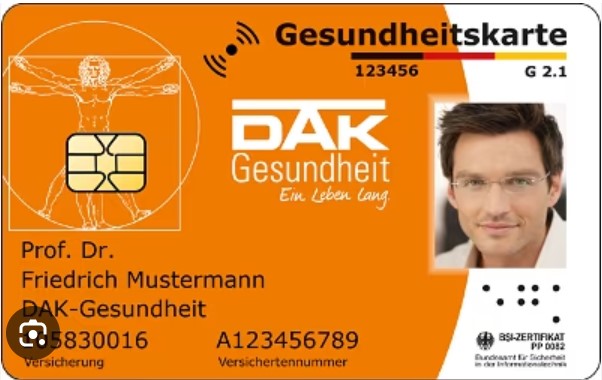 Gesundheitskarte
123456
G 2.1
DAK
Gesundheit
Ein Leben lang.
Prof. Dr.
Friedrich Mustermann
DAK-Gesundheit
5830016 A123456789
Versicherung Versichertennummer
BSI-ZERTIFIKAT
PP 0082
Bundesamt für Sicherheit
in der Informationstechnik